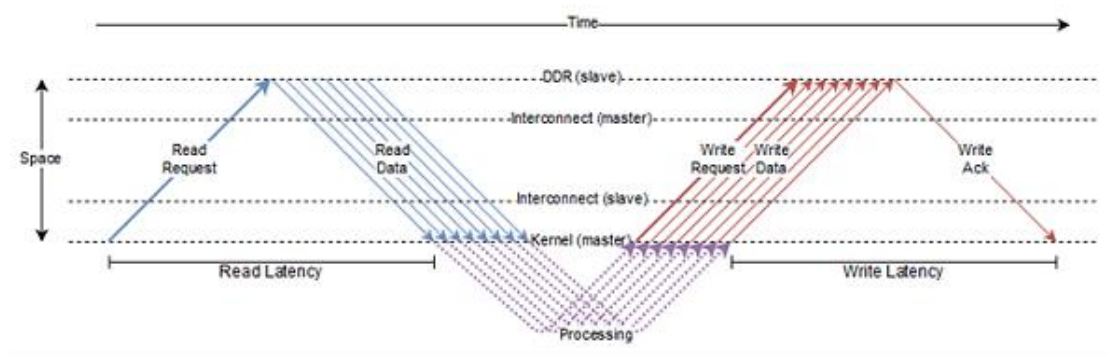 Time
DDR (slave)
Interconnect (master)
Space
Read
Request
Read
Data
Write
Request
Write
Data
Write
Ack
Interconnect (slave)
Kernel (master)
Read Latency
Write Latency
Processing